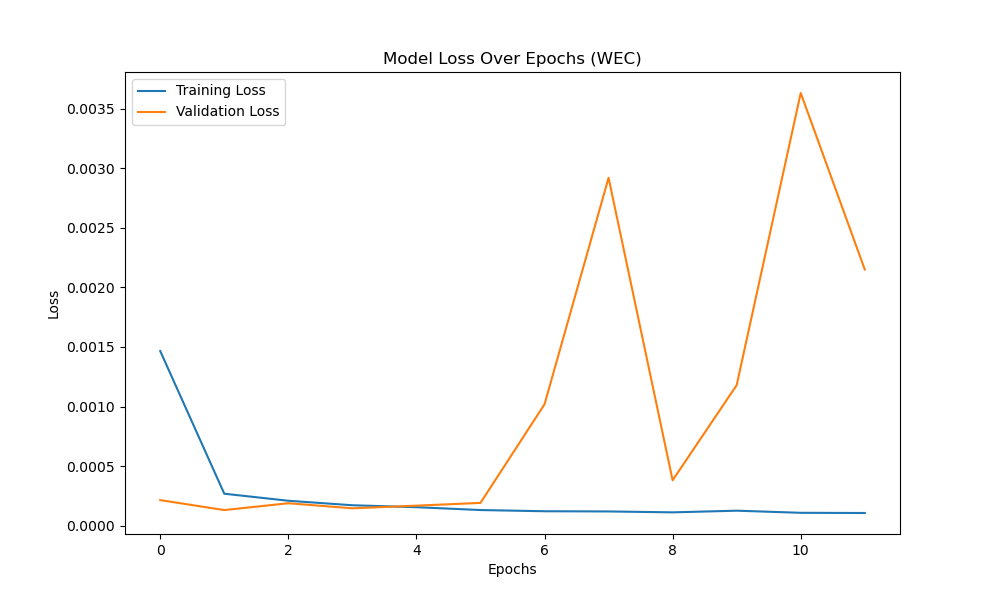 Model Loss Over Epochs (WEC)
Training Loss
Validation Loss
0.0035
0.0030
0.0025
0.0020
0.0015
0.0010
0.0005
0.0000
Loss
0 2 4 6 8 10
Epochs